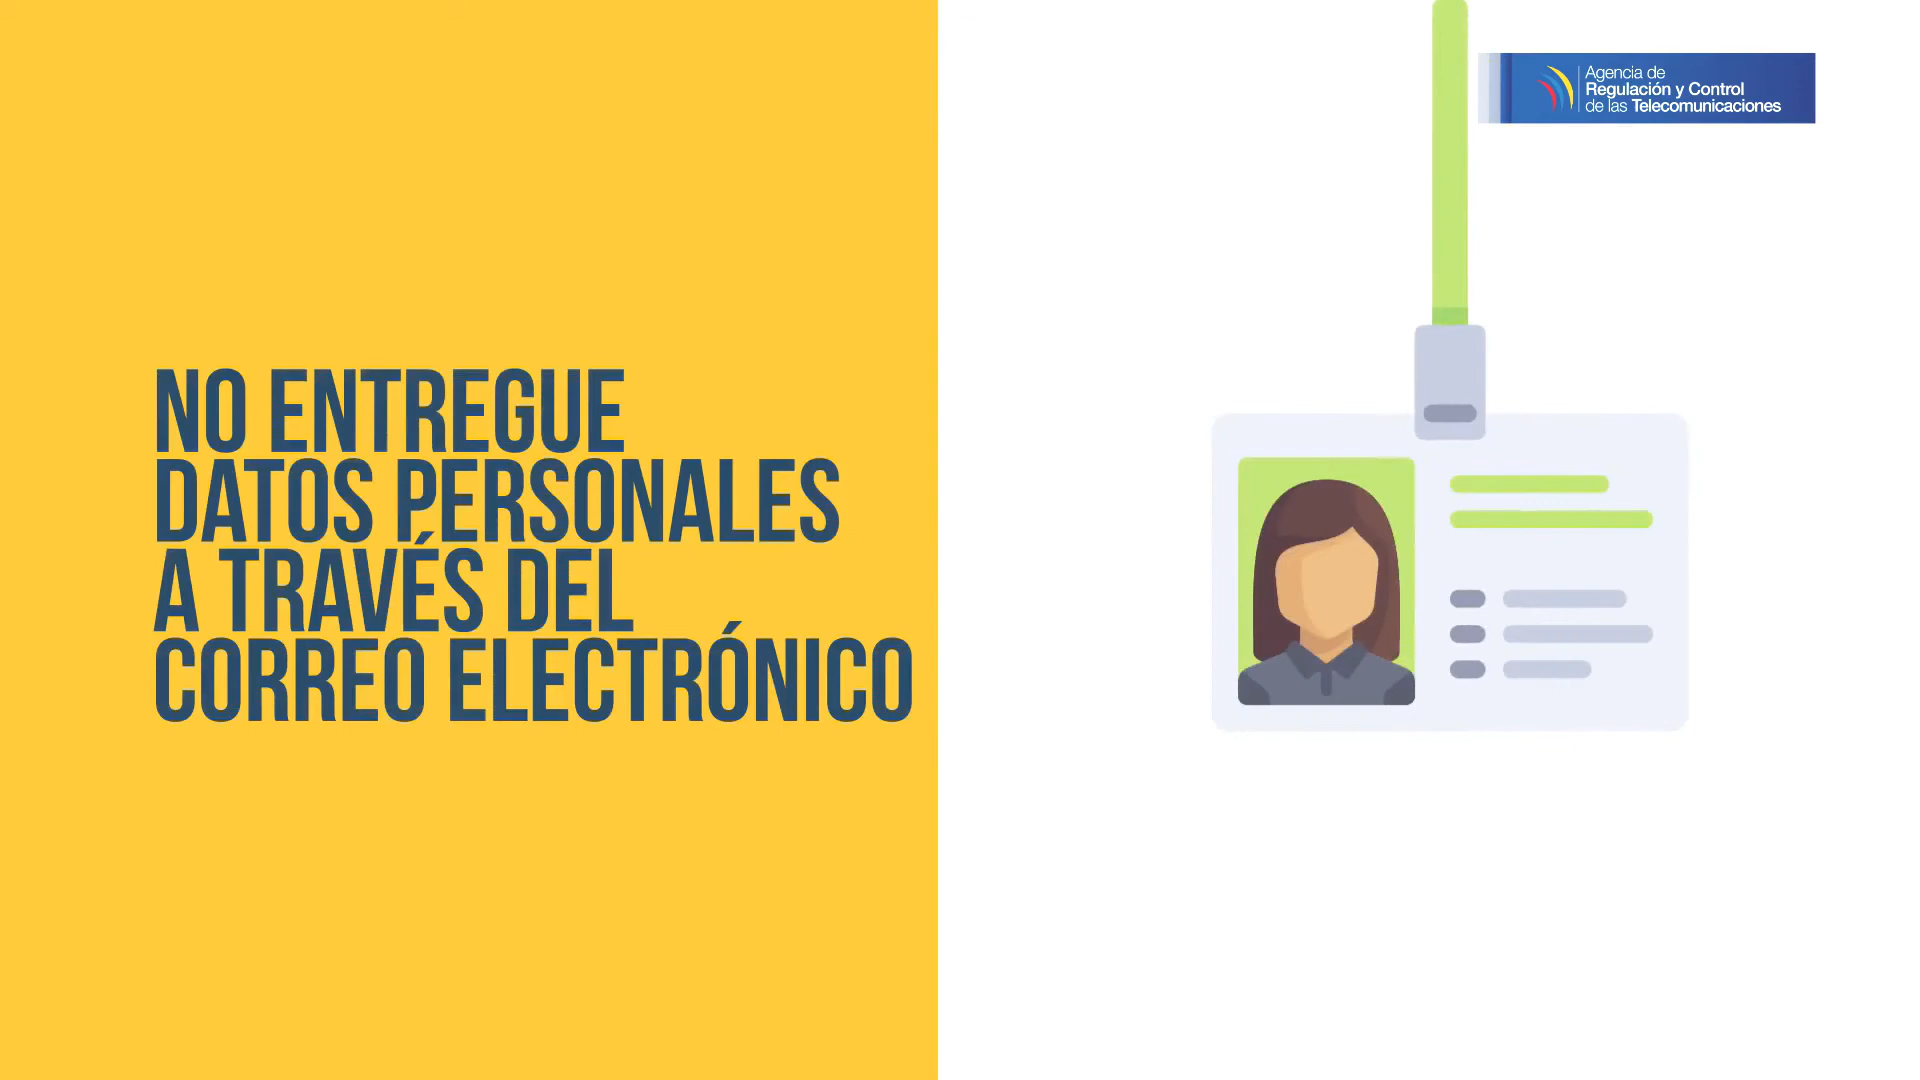 NO ENTREGUE
DATOS PERSONALES
A TRAVÉS DEL
CORREO ELECTRÓNICO
Agencia de
Regulación y Control
de las Telecomunicaciones